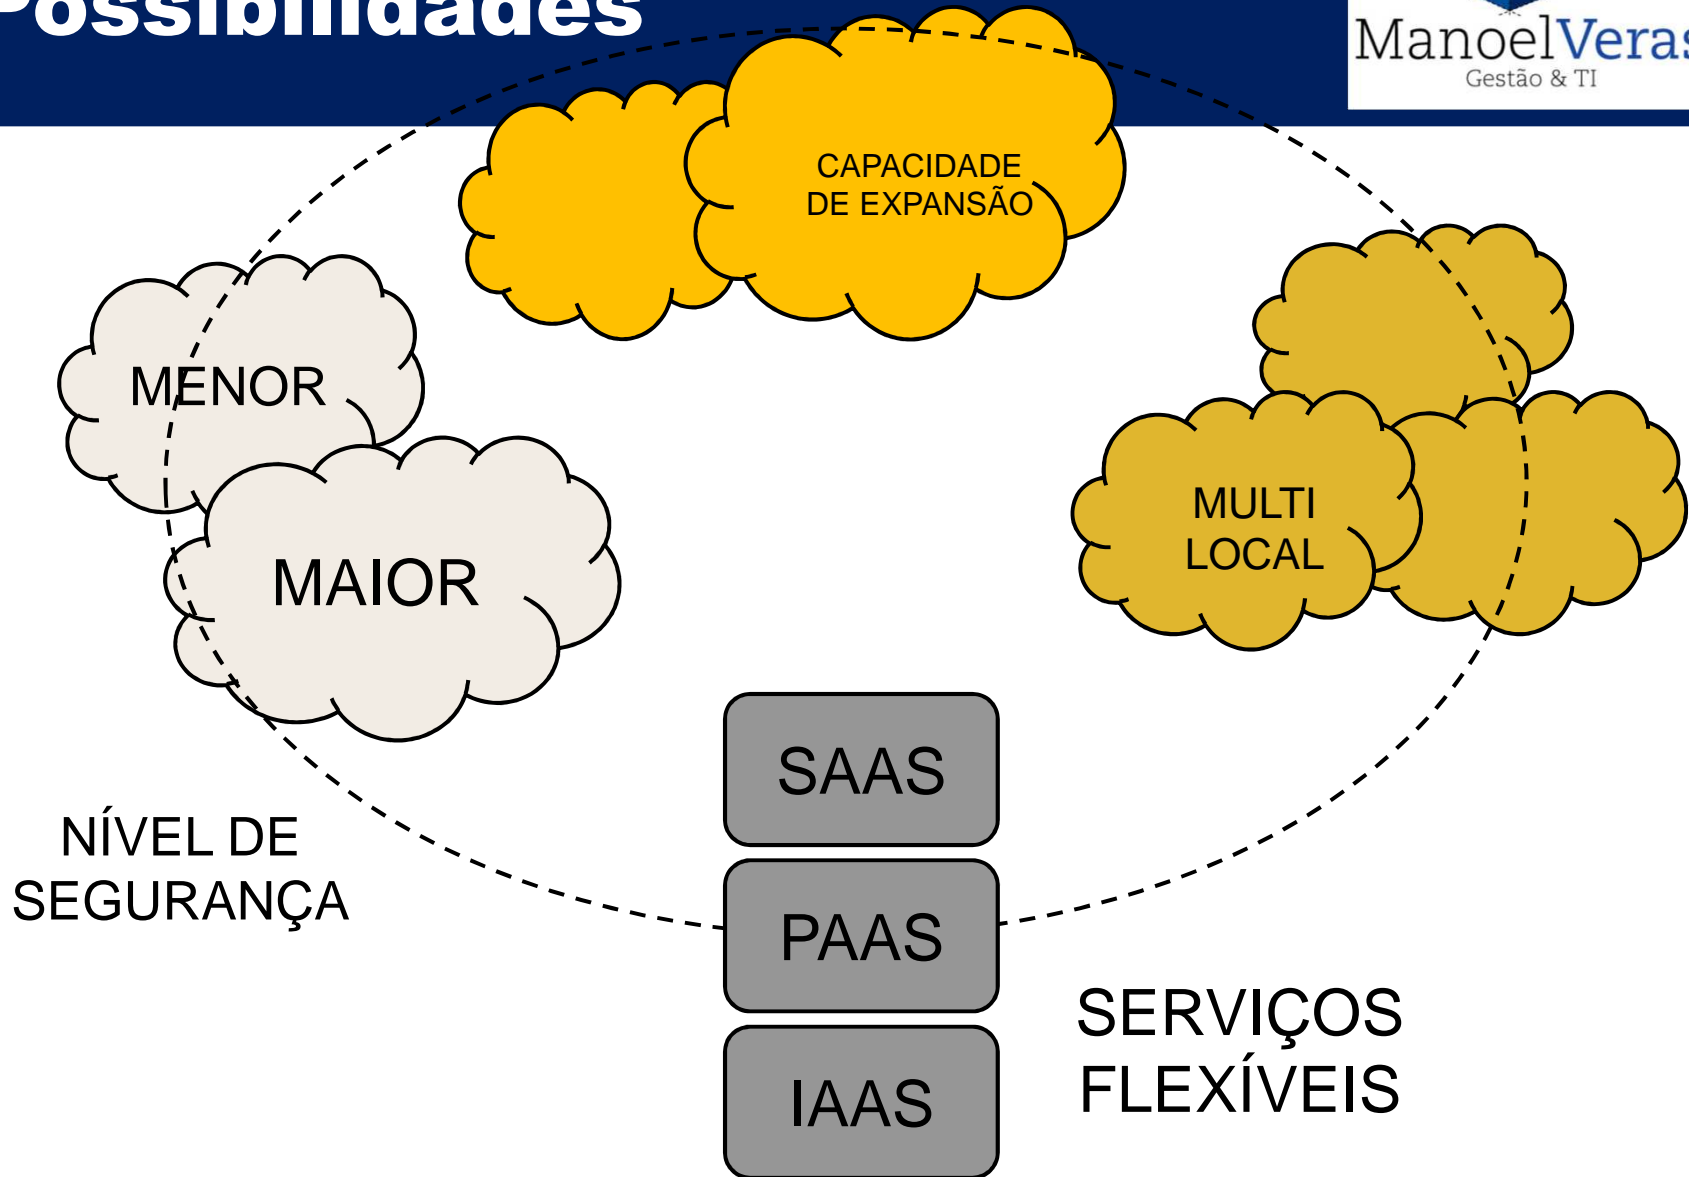 Possibilidades
ManoelVeras
Gestão & TI
CAPACIDADE
DE EXPANSÃO
MENOR
MAIOR
MULTI
LOCAL
SAAS
PAAS
IAAS
NÍVEL DE
SEGURANÇA
SERVIÇOS
FLEXÍVEIS